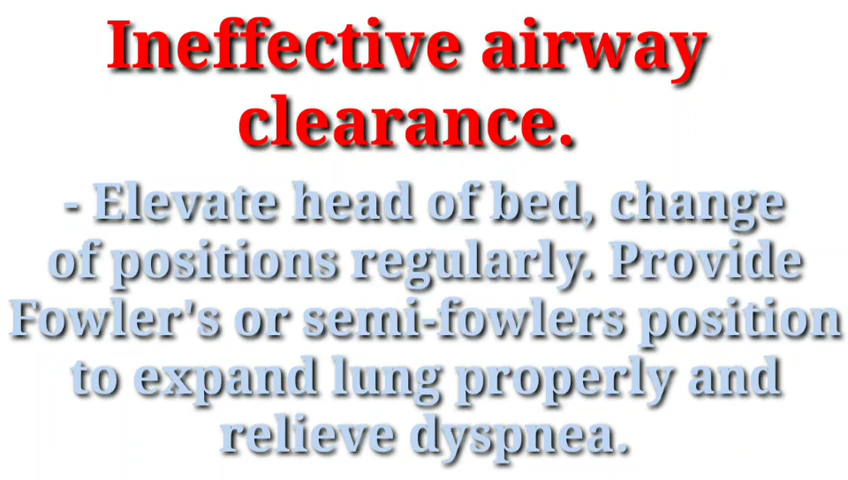 Ineffective airway
clearance.
- Elevate head of bed, change
of positions regularly. Provide
Fowler's or semi-fowlers position
to expand lung properly and
relieve dyspnea.